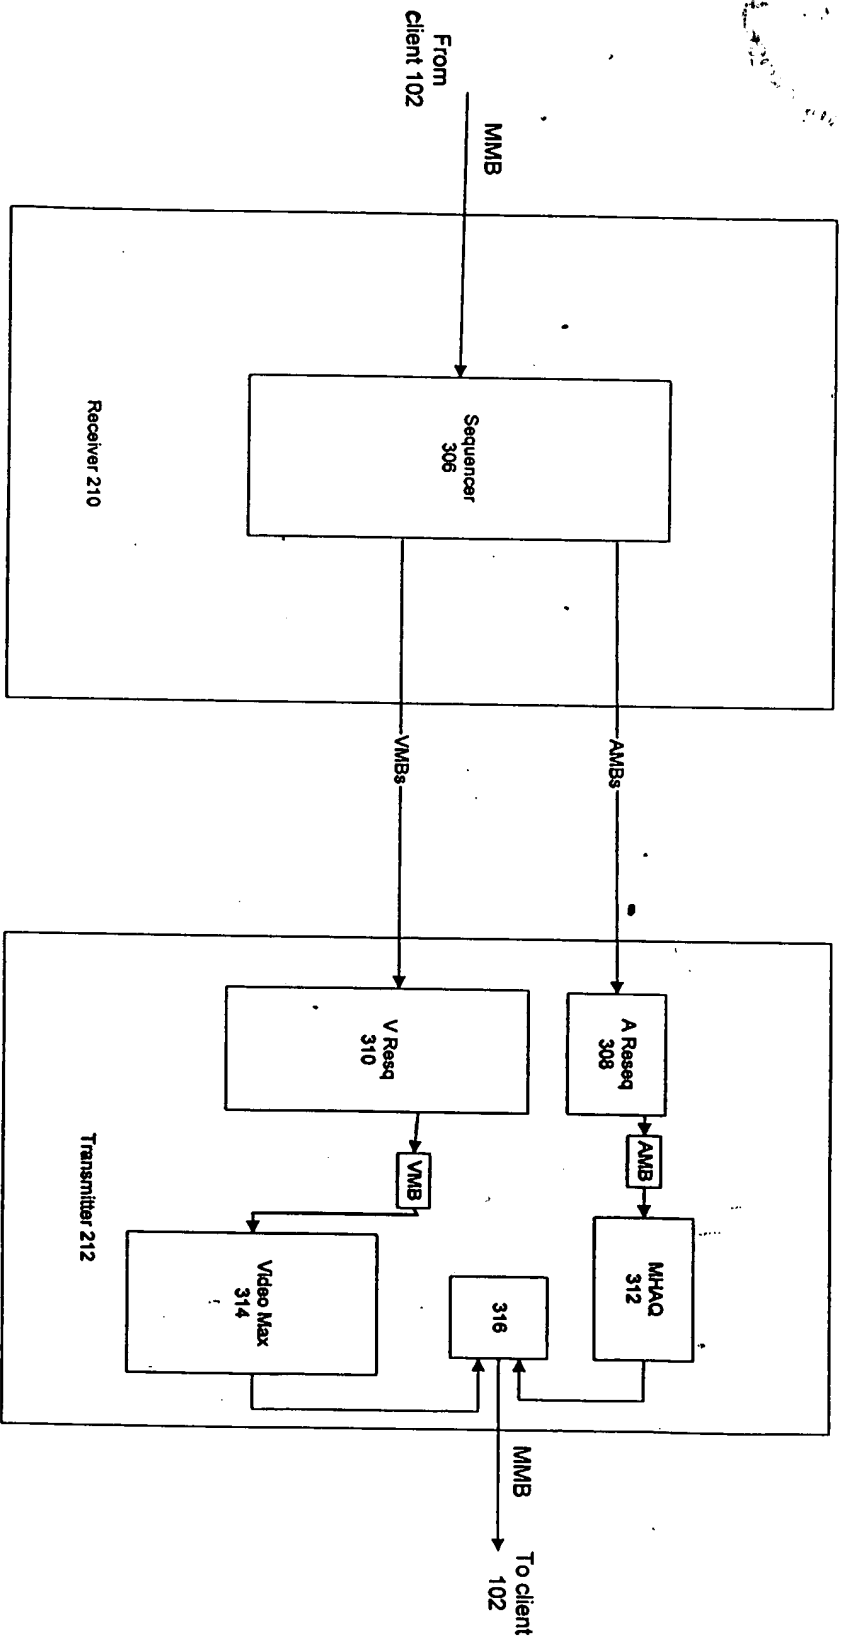 From
client 102
MMB
Sequencer
306
Receiver 210
AMBs
VMBs
A Reseq
308
AMB
MHAQ
312
V Resq
310
VMB
Video Max
314
316
Transmitter 212
MMB
To client
102